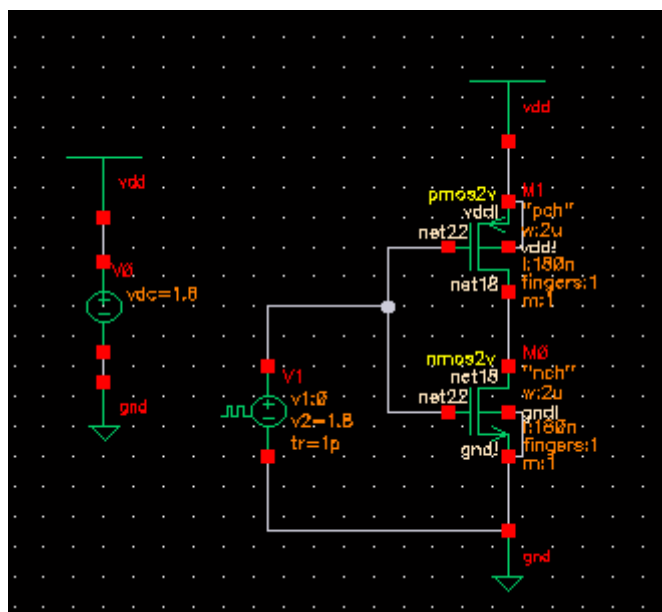 vdd
V0
vdc=1.8
gnd
V1
v1:0
v2=1.8
tr=1p
vdd
M1
pmos2v
vdd!
"pch"
w:2u
net22
vdd!
l:180n
net18
fingers:1
m:1
M0
nmos2v
net18
"nch"
w:2u
net22
gnd!
l:180n
gnd!
fingers:1
m:1
gnd